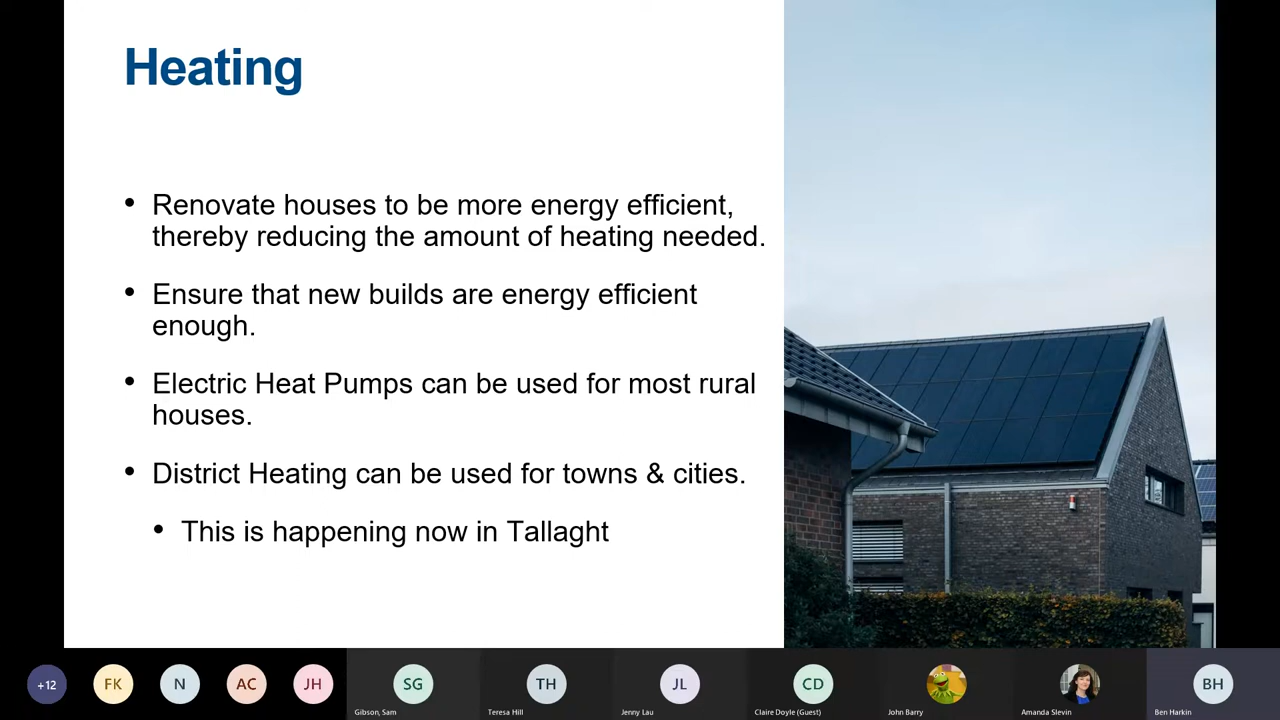 Heating
• Renovate houses to be more energy efficient,
thereby reducing the amount of heating needed.
• Ensure that new builds are energy efficient
enough.
• Electric Heat Pumps can be used for most rural
houses.
• District Heating can be used for towns & cities.
• This is happening now in Tallaght
+12
FK
N
AC
JH
SG
TH
JL
CD
BH
Gibson, Sam
Teresa Hill
Jenny Lau
Claire Doyle (Guest)
John Barry
Amanda Slevin
Ben Harkin